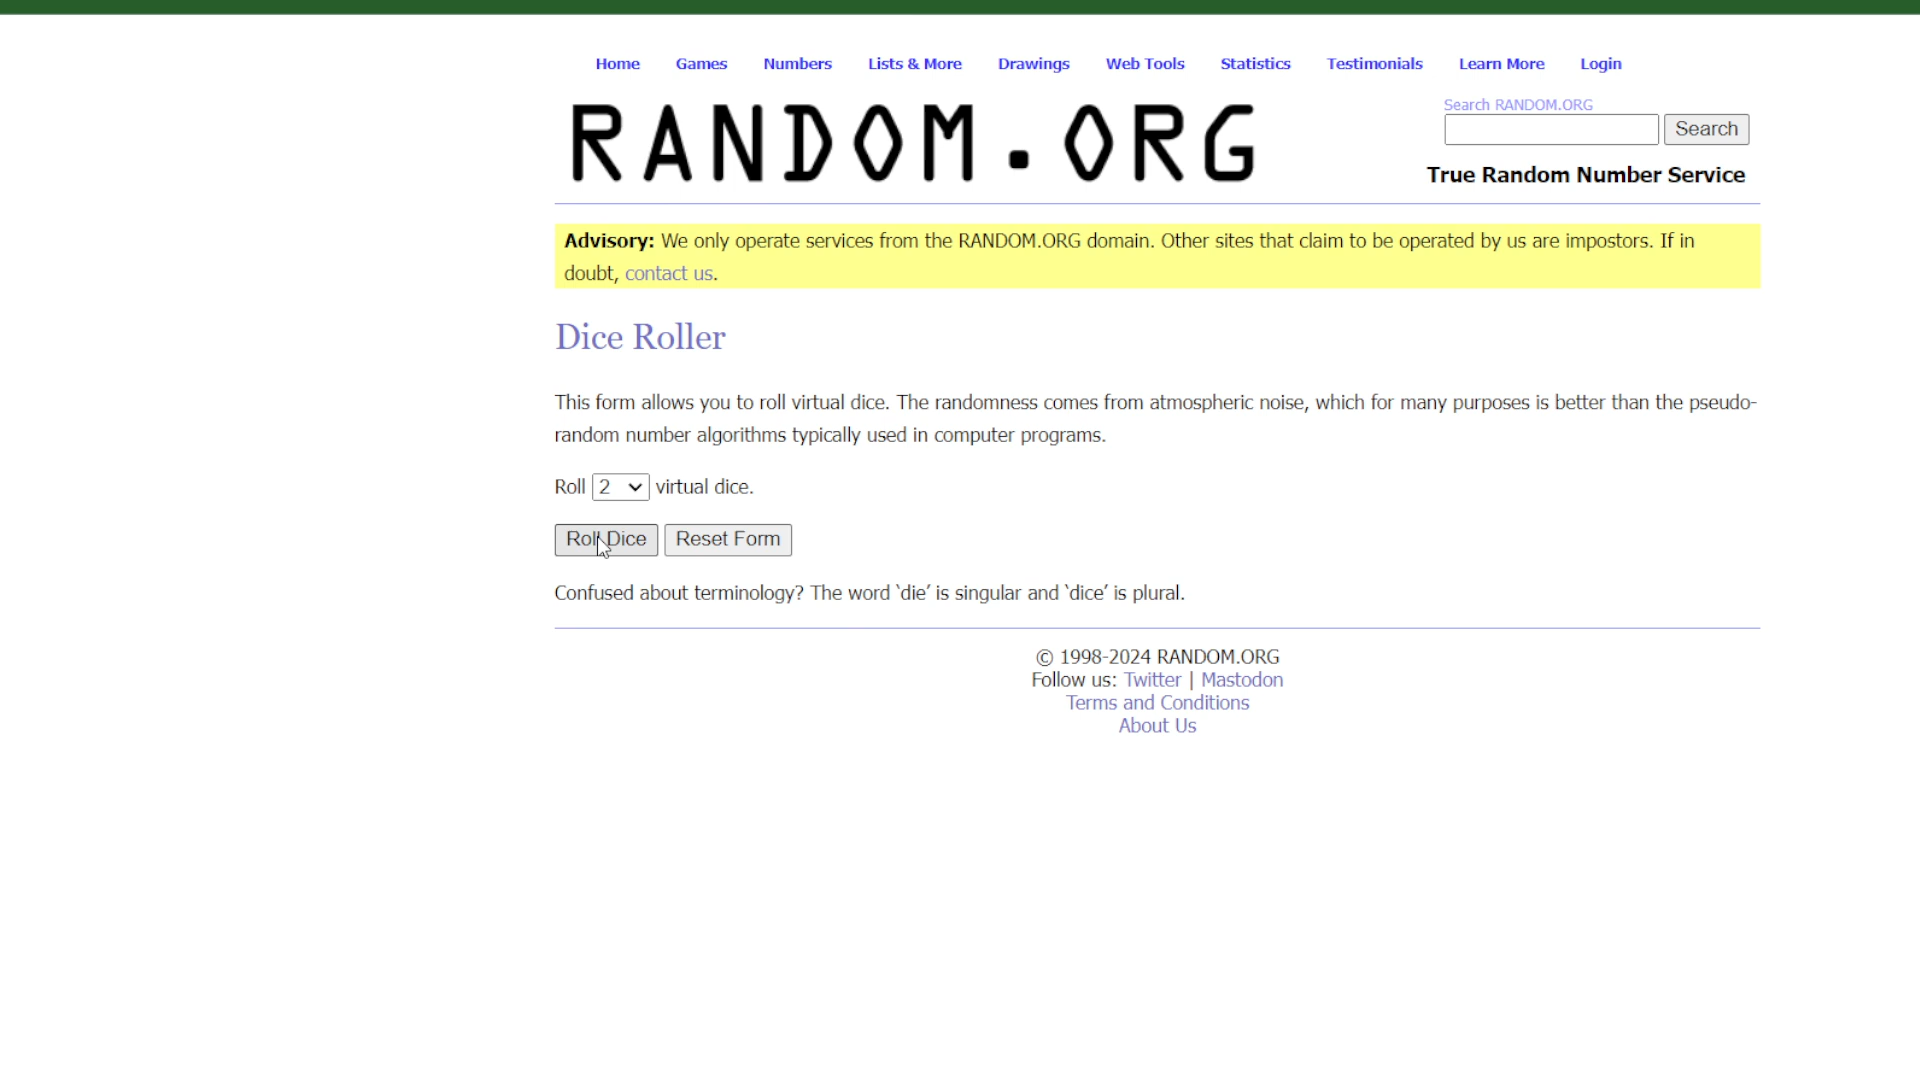 Home Games Numbers Lists & More Drawings Web Tools Statistics Testimonials Learn More Login
RANDOM.ORG
Search RANDOM.ORG
Search
True Random Number Service
Advisory: We only operate services from the RANDOM.ORG domain. Other sites that claim to be operated by us are impostors. If in
doubt, contact us.
Dice Roller
This form allows you to roll virtual dice. The randomness comes from atmospheric noise, which for many purposes is better than the pseudo-
random number algorithms typically used in computer programs.
Roll 2 virtual dice.
Roll Dice Reset Form
Confused about terminology? The word ‘die’ is singular and ‘dice’ is plural.
© 1998-2024 RANDOM.ORG
Follow us: Twitter | Mastodon
Terms and Conditions
About Us